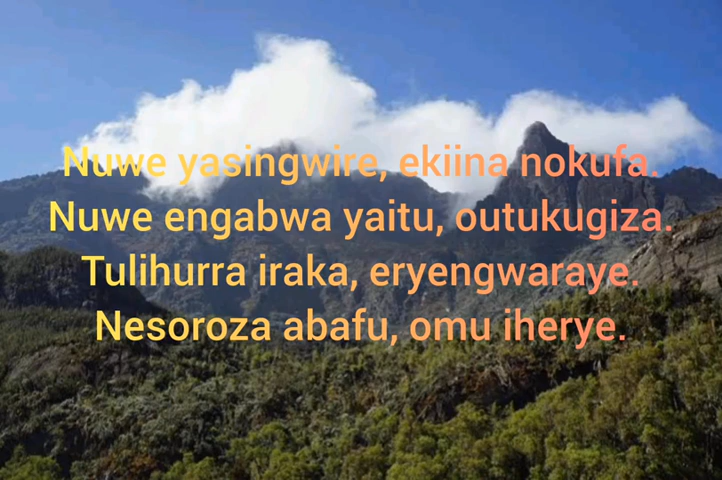 Nuwe yasingwire, ekiina nokufa.
Nuwe engabwa yaitu, outukugiza.
Tulihurra iraka, eryengwaraye.
Nesoroza abafu, omu iherye.